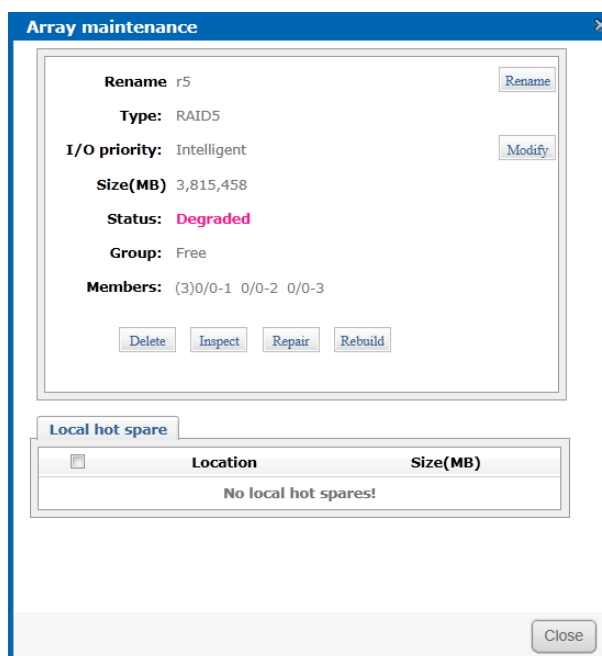 Array maintenance
Rename r5 Rename
Type: RAID5
I/O priority: Intelligent Modify
Size(MB) 3,815,458
Status: Degraded
Group: Free
Members: (3)0/0-1 0/0-2 0/0-3
Delete Inspect Repair Rebuild
Local hot spare
Location Size(MB)
No local hot spares!
Close